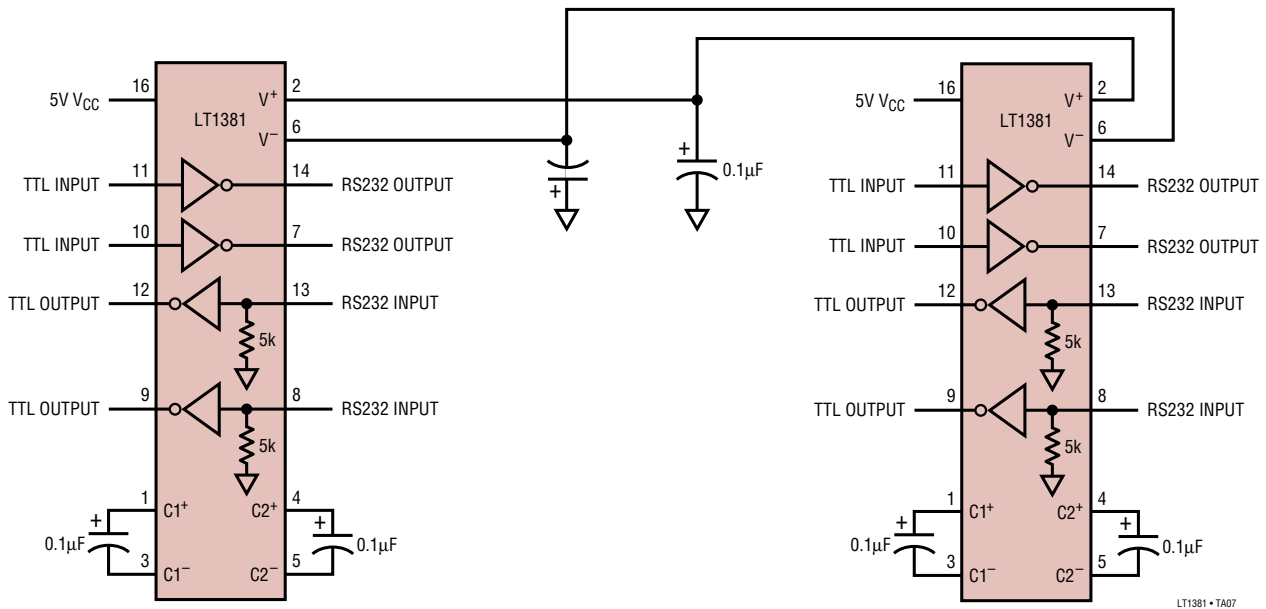 16
5V VCC
LT1381
V+
2
V−
6
11
TTL INPUT
14
RS232 OUTPUT
10
TTL INPUT
7
RS232 OUTPUT
12
TTL OUTPUT
13
RS232 INPUT
5k
9
TTL OUTPUT
8
RS232 INPUT
5k
1
C1+
C2+
4
+
0.1µF
+
0.1µF
3
C1−
C2−
5
+
+
0.1µF
16
5V VCC
LT1381
V+
2
V−
6
11
TTL INPUT
14
RS232 OUTPUT
10
TTL INPUT
7
RS232 OUTPUT
12
TTL OUTPUT
13
RS232 INPUT
5k
9
TTL OUTPUT
8
RS232 INPUT
5k
1
C1+
C2+
4
+
0.1µF
+
0.1µF
3
C1−
C2−
5
LT1381 • TA07